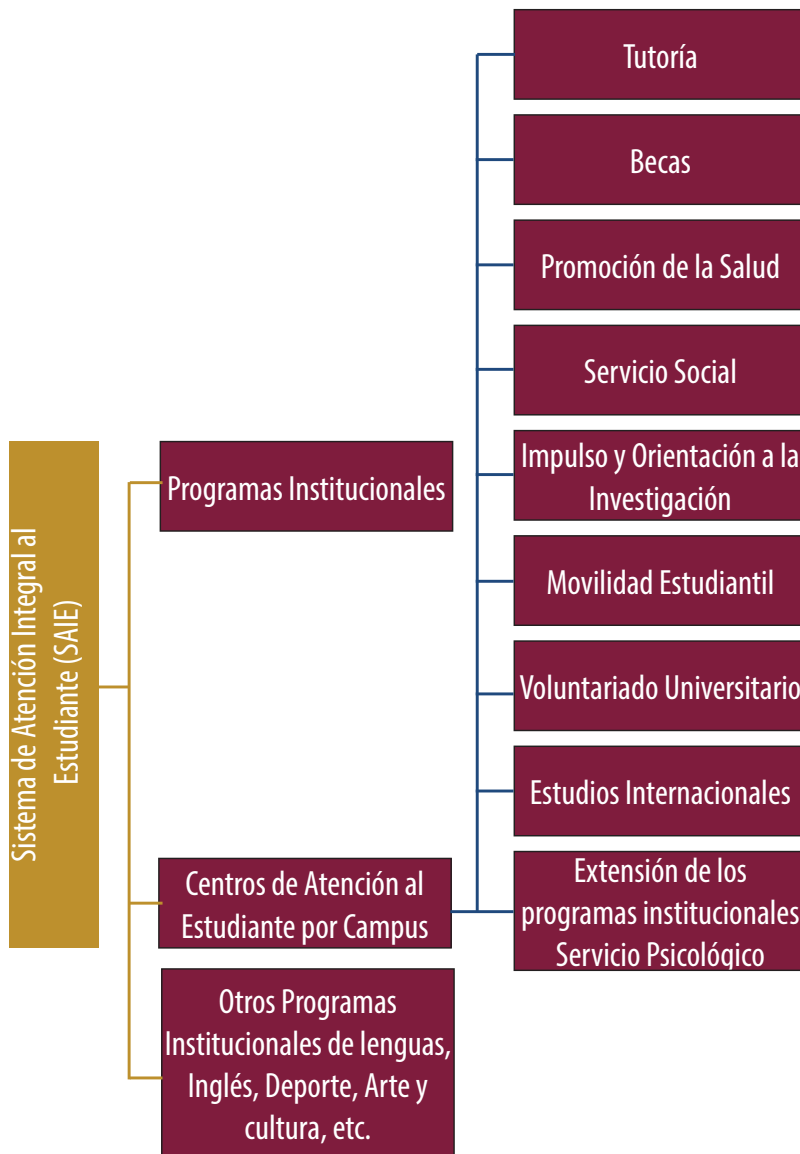 Sistema de Atención Integral al
Estudiante (SAIE)
Programas Institucionales
Centros de Atención al
Estudiante por Campus
Otros Programas
Institucionales de lenguas,
Inglés, Deporte, Arte y
cultura, etc.
Tutoría
Becas
Promoción de la Salud
Servicio Social
Impulso y Orientación a la
Investigación
Movilidad Estudiantil
Voluntariado Universitario
Estudios Internacionales
Extensión de los
programas institucionales
Servicio Psicológico